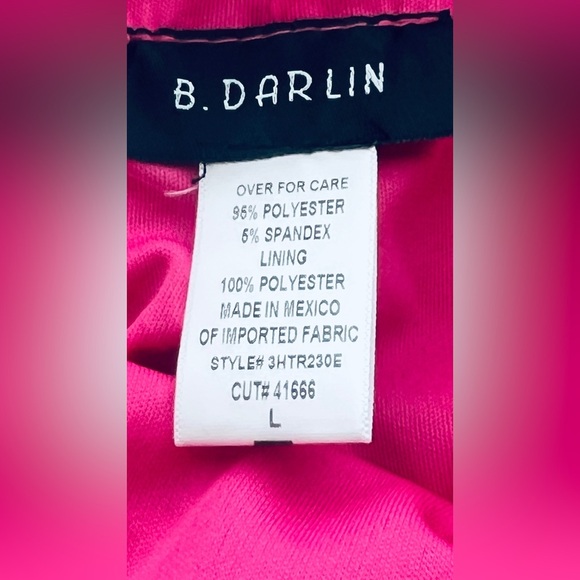 B. DARLIN
OVER FOR CARE
95% POLYESTER
5% SPANDEX
LINING
100% POLYESTER
MADE IN MEXICO
OF IMPORTED FABRIC
STYLE# 3HTR230E
CUT# 41666
L